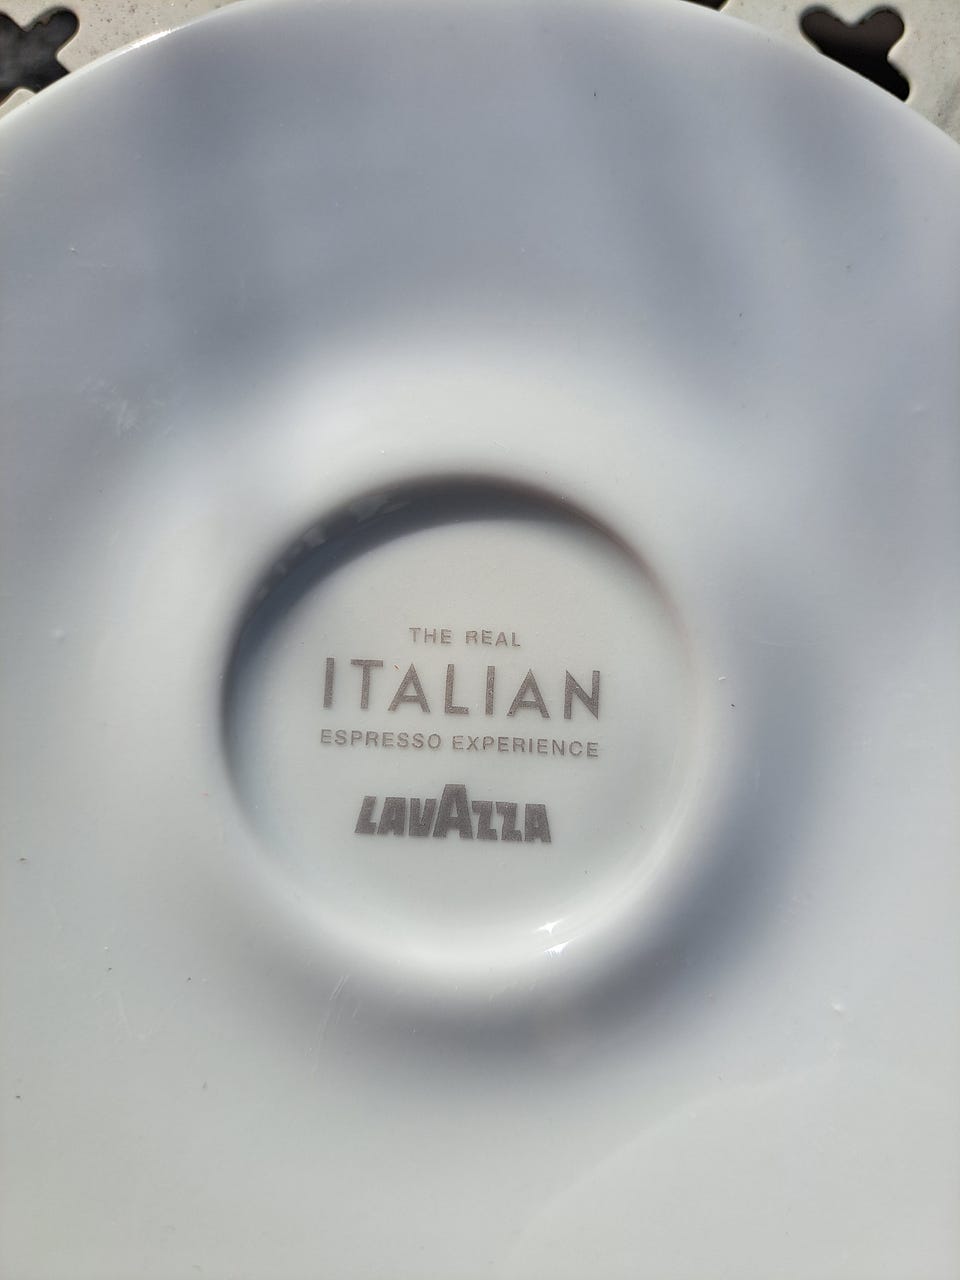 THE REAL
ITALIAN
ESPRESSO EXPERIENCE
LAVAZZA